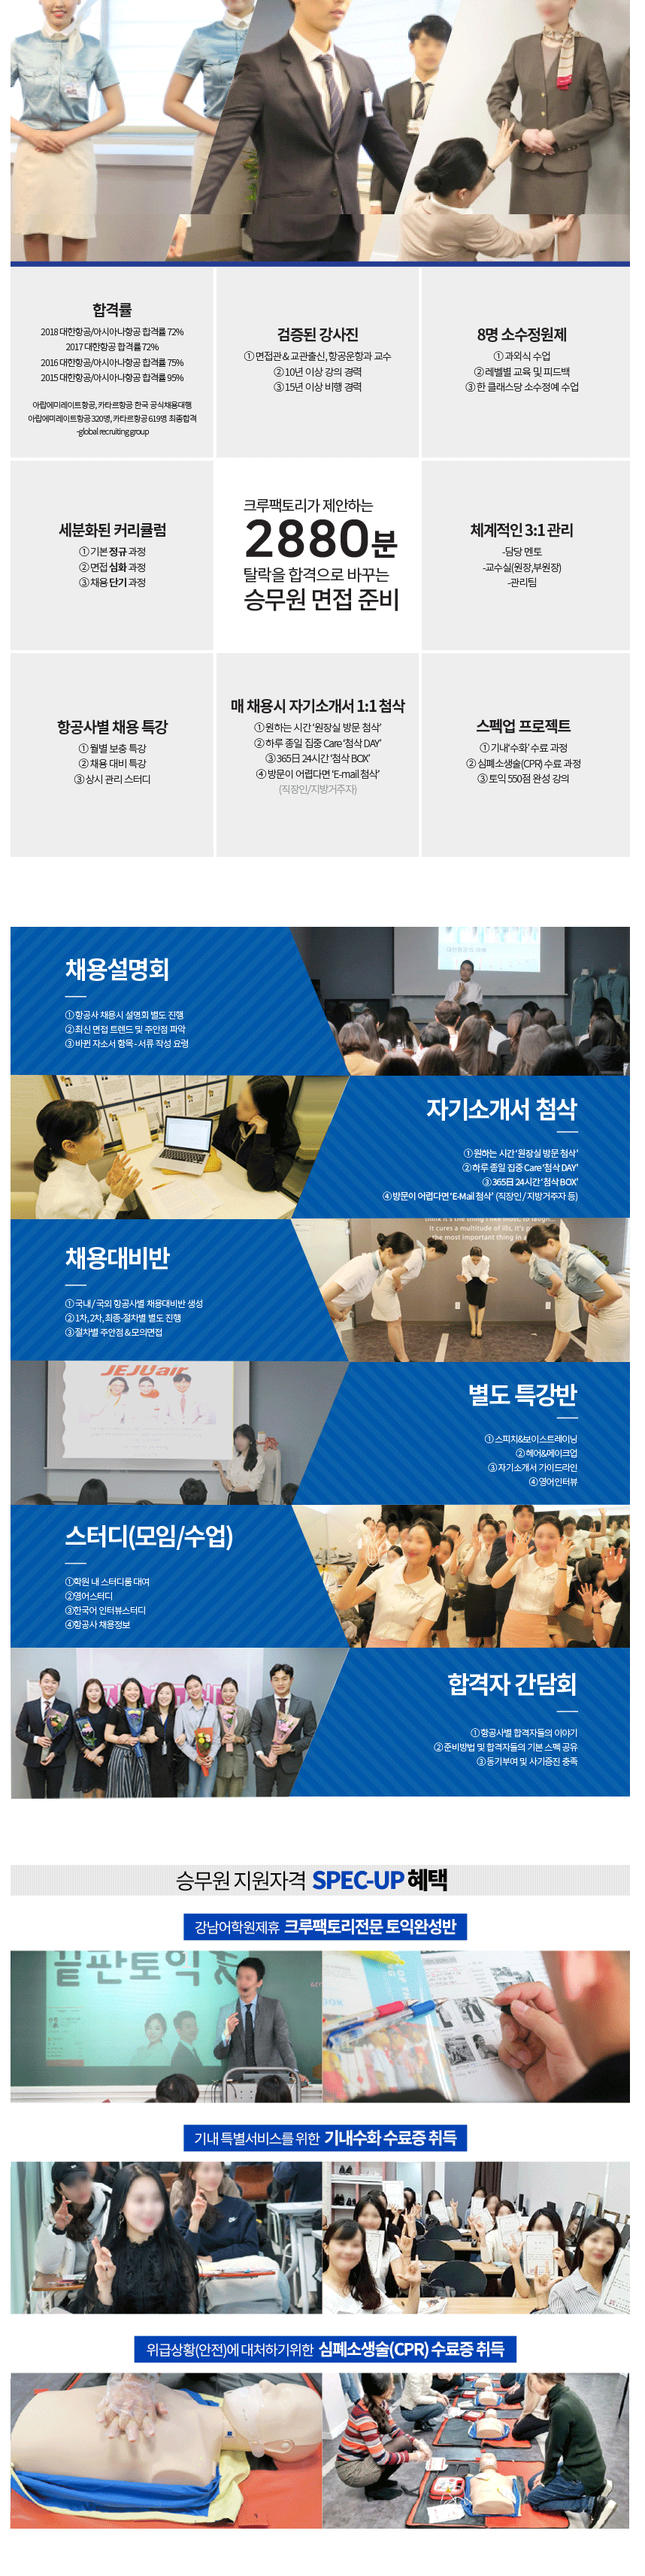 합격률
2018 대한항공/아시아나항공 합격률 72%
2017 대한항공 합격률 72%
2016 대한항공/아시아나항공 합격률 75%
2015 대한항공/아시아나항공 합격률 95%
아랍에미레이트항공, 카타르항공 한국 공식채용대행
아랍에미레이트항공 320명, 카타르항공 619명 최종합격
-global recruiting group
검증된 강사진
① 면접관 & 교관출신, 항공운항과 교수
② 10년 이상 강의 경력
③ 15년 이상 비행 경력
8명 소수정원제
① 과외식 수업
② 레벨별 교육 및 피드백
③ 한 클래스당 소수정예 수업
세분화된 커리큘럼
① 기본 정규 과정
② 면접 심화 과정
③ 채용 단기 과정
크루팩토리가 제안하는
2880분
탈락을 합격으로 바꾸는
승무원 면접 준비
체계적인 3:1 관리
-담당 멘토
-교수실(원장,부원장)
-관리팀
항공사별 채용 특강
① 월별 보충 특강
② 채용 대비 특강
③ 상시 관리 스터디
매 채용시 자기소개서 1:1 첨삭
① 원하는 시간 '원장실 방문 첨삭'
② 하루 종일 집중 Care '첨삭 DAY'
③ 365日 24시간 '첨삭 BOX'
④ 방문이 어렵다면 'E-mail 첨삭'
(직장인/지방거주자)
스펙업 프로젝트
① 기내'수화' 수료 과정
② 심폐소생술(CPR) 수료 과정
③ 토익 550점 완성 강의
채용설명회
① 항공사 채용시 설명회 별도 진행
② 최신 면접 트렌드 및 주안점 파악
③ 바뀐 자소서 항목 - 서류 작성 요령
자기소개서 첨삭
① 원하는 시간 '원장실 방문 첨삭'
② 하루 종일 집중 Care '첨삭 DAY'
③ 365日 24시간 '첨삭 BOX'
④ 방문이 어렵다면 'E-Mail 첨삭' (직장인 / 지방거주자 등)
채용대비반
① 국내 / 국외 항공사별 채용대비반 생성
② 1차, 2차, 최종-절차별 별도 진행
③ 절차별 주안점 & 모의면접
It cures a multitude of ills, it's p
the most important thing in a
JEJUair
별도 특강반
① 스피치&보이스트레이닝
② 헤어&메이크업
③ 자기소개서 가이드라인
④ 영어인터뷰
스터디(모임/수업)
①학원 내 스터디룸 대여
②영어스터디
③한국어 인터뷰스터디
④항공사 채용정보
합격자 간담회
① 항공사별 합격자들의 이야기
② 준비방법 및 합격자들의 기본 스펙 공유
③ 동기부여 및 사기증진 충족
승무원 지원자격 SPEC-UP 혜택
강남어학원제휴 크루팩토리전문 토익완성반
끝판토익
기내 특별서비스를 위한 기내수화 수료증 취득
위급상황(안전)에 대처하기위한 심폐소생술(CPR) 수료증 취득